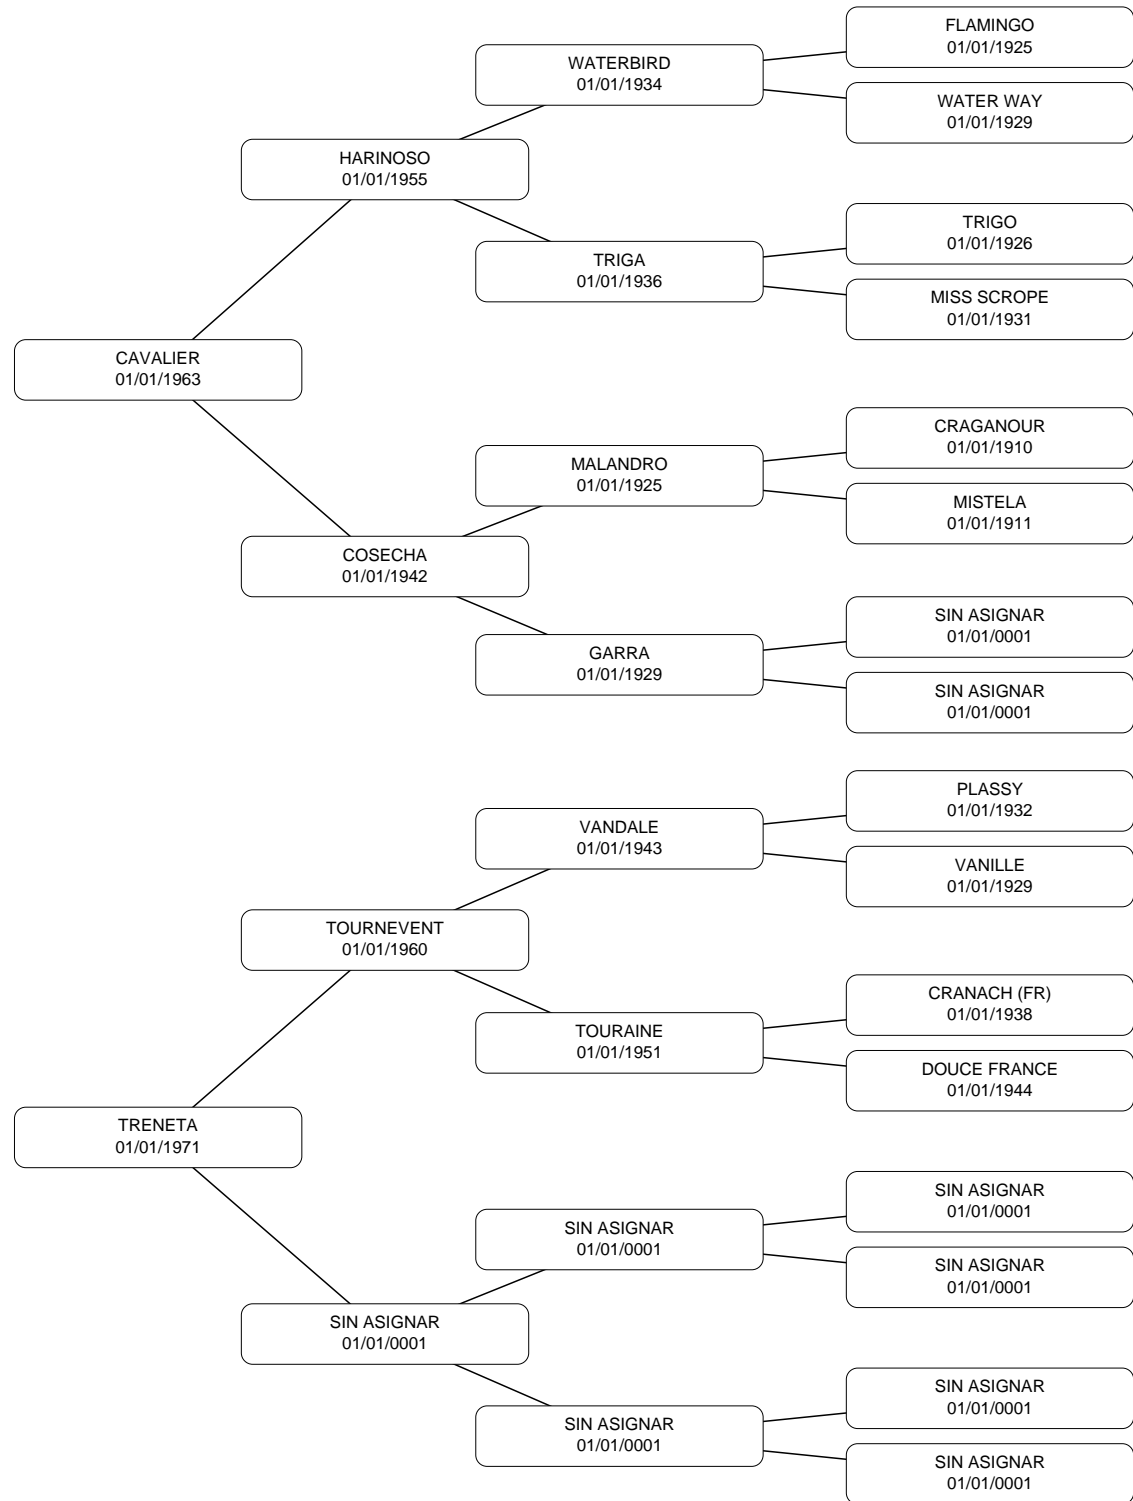 FLAMINGO
01/01/1925
WATERBIRD
01/01/1934
WATER WAY
01/01/1929
HARINOSO
01/01/1955
TRIGO
01/01/1926
TRIGA
01/01/1936
MISS SCROPE
01/01/1931
CAVALIER
01/01/1963
CRAGANOUR
01/01/1910
MALANDRO
01/01/1925
MISTELA
01/01/1911
COSECHA
01/01/1942
SIN ASIGNAR
01/01/0001
GARRA
01/01/1929
SIN ASIGNAR
01/01/0001
PLASSY
01/01/1932
VANDALE
01/01/1943
VANILLE
01/01/1929
TOURNEVENT
01/01/1960
CRANACH (FR)
01/01/1938
TOURAINE
01/01/1951
DOUCE FRANCE
01/01/1944
TRENETA
01/01/1971
SIN ASIGNAR
01/01/0001
SIN ASIGNAR
01/01/0001
SIN ASIGNAR
01/01/0001
SIN ASIGNAR
01/01/0001
SIN ASIGNAR
01/01/0001
SIN ASIGNAR
01/01/0001
SIN ASIGNAR
01/01/0001